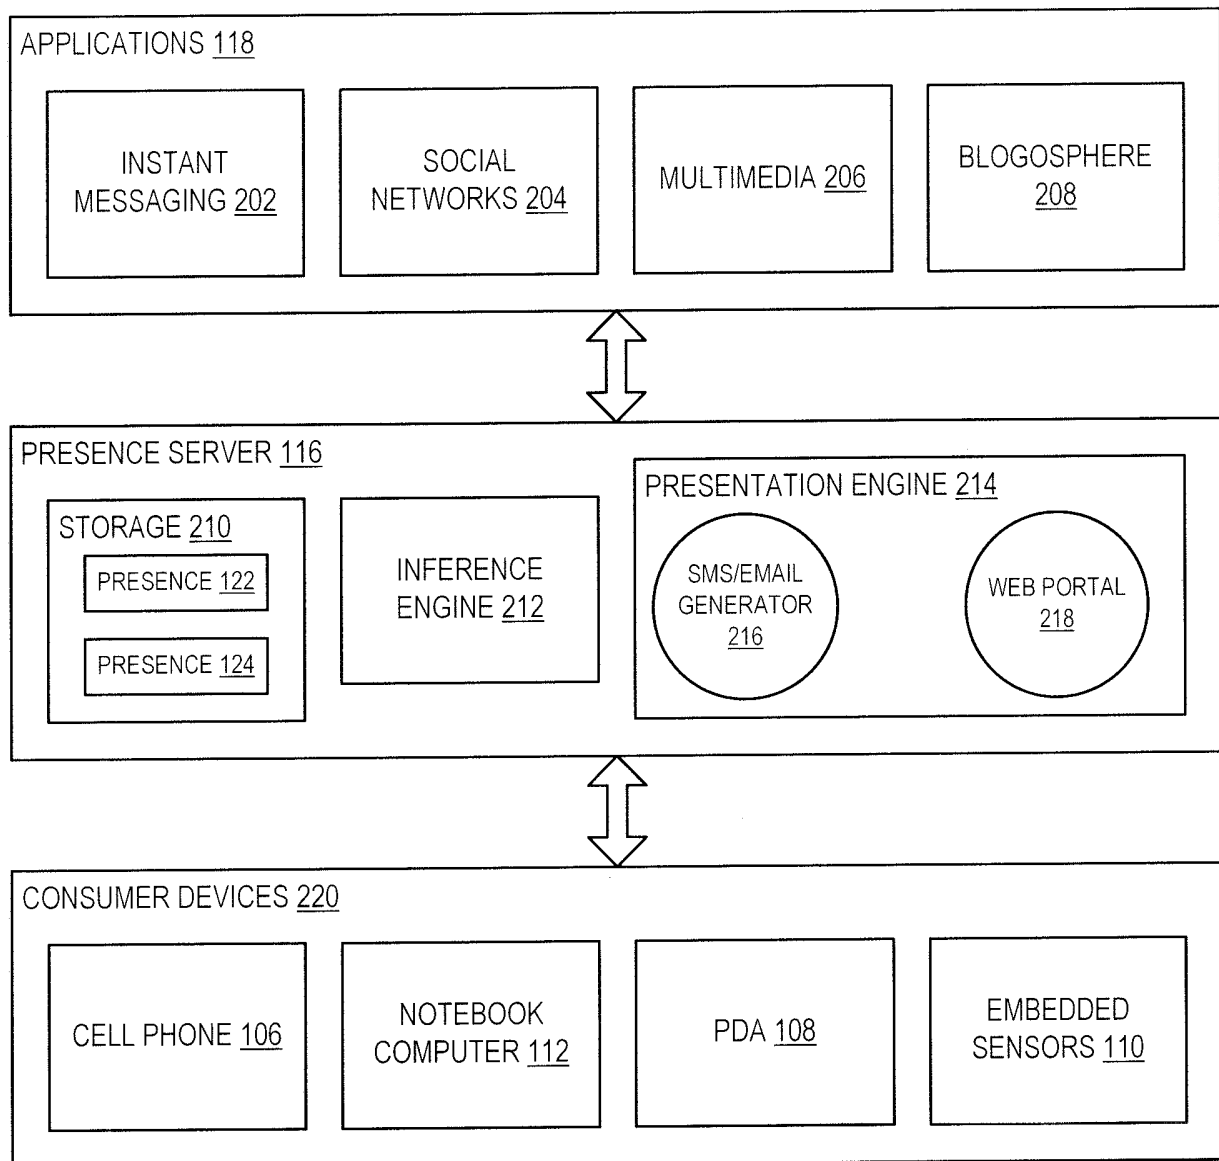 APPLICATIONS 118
INSTANT
MESSAGING 202
SOCIAL
NETWORKS 204
MULTIMEDIA 206
BLOGOSPHERE
208
PRESENCE SERVER 116
STORAGE 210
PRESENCE 122
PRESENCE 124
INFERENCE
ENGINE 212
PRESENTATION ENGINE 214
SMS/EMAIL
GENERATOR
216
WEB PORTAL
218
CONSUMER DEVICES 220
CELL PHONE 106
NOTEBOOK
COMPUTER 112
PDA 108
EMBEDDED
SENSORS 110